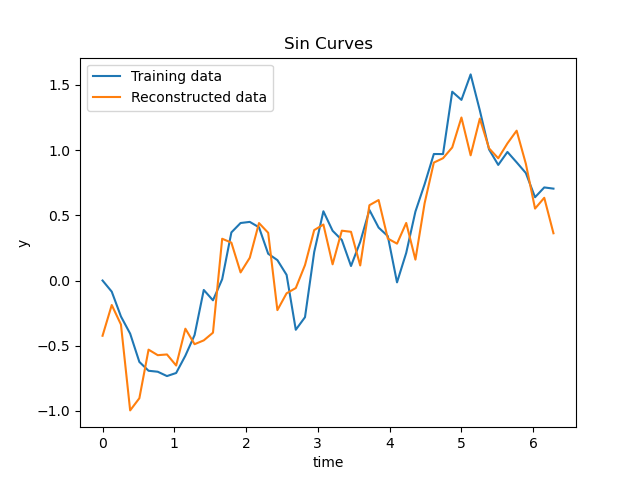 Sin Curves
Training data
Reconstructed data
1.5
1.0
0.5
0.0
−0.5
−1.0
y
0 1 2 3 4 5 6
time